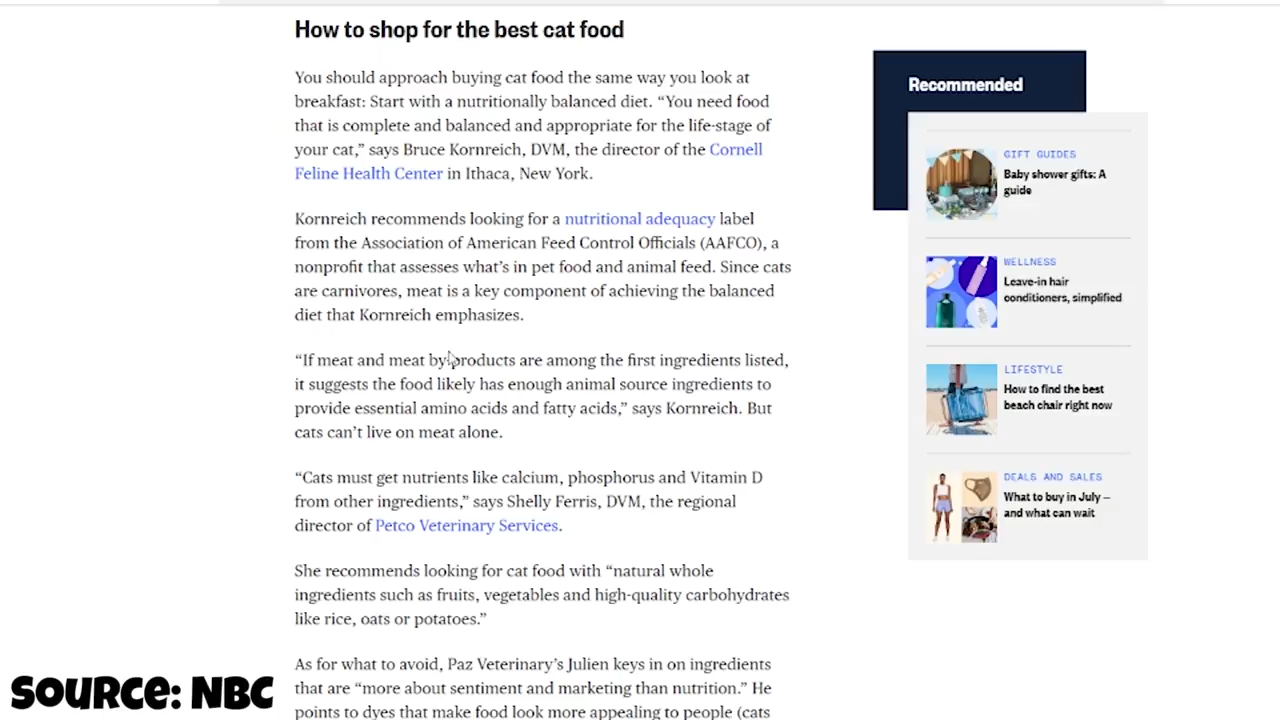 How to shop for the best cat food
You should approach buying cat food the same way you look at
breakfast: Start with a nutritionally balanced diet. “You need food
that is complete and balanced and appropriate for the life-stage of
your cat,” says Bruce Kornreich, DVM, the director of the Cornell
Feline Health Center in Ithaca, New York.
Kornreich recommends looking for a nutritional adequacy label
from the Association of American Feed Control Officials (AAFCO), a
nonprofit that assesses what’s in pet food and animal feed. Since cats
are carnivores, meat is a key component of achieving the balanced
diet that Kornreich emphasizes.
“If meat and meat by-products are among the first ingredients listed,
it suggests the food likely has enough animal source ingredients to
provide essential amino acids and fatty acids,” says Kornreich. But
cats can’t live on meat alone.
“Cats must get nutrients like calcium, phosphorus and Vitamin D
from other ingredients,” says Shelly Ferris, DVM, the regional
director of Petco Veterinary Services.
She recommends looking for cat food with “natural whole
ingredients such as fruits, vegetables and high-quality carbohydrates
like rice, oats or potatoes.”
As for what to avoid, Paz Veterinary’s Julien keys in on ingredients
that are “more about sentiment and marketing than nutrition.” He
points to dyes that make food look more appealing to people (cats
Recommended
GIFT GUIDES
Baby shower gifts: A
guide
WELLNESS
Leave-in hair
conditioners, simplified
LIFESTYLE
How to find the best
beach chair right now
DEALS AND SALES
What to buy in July —
and what can wait
Source: NBC